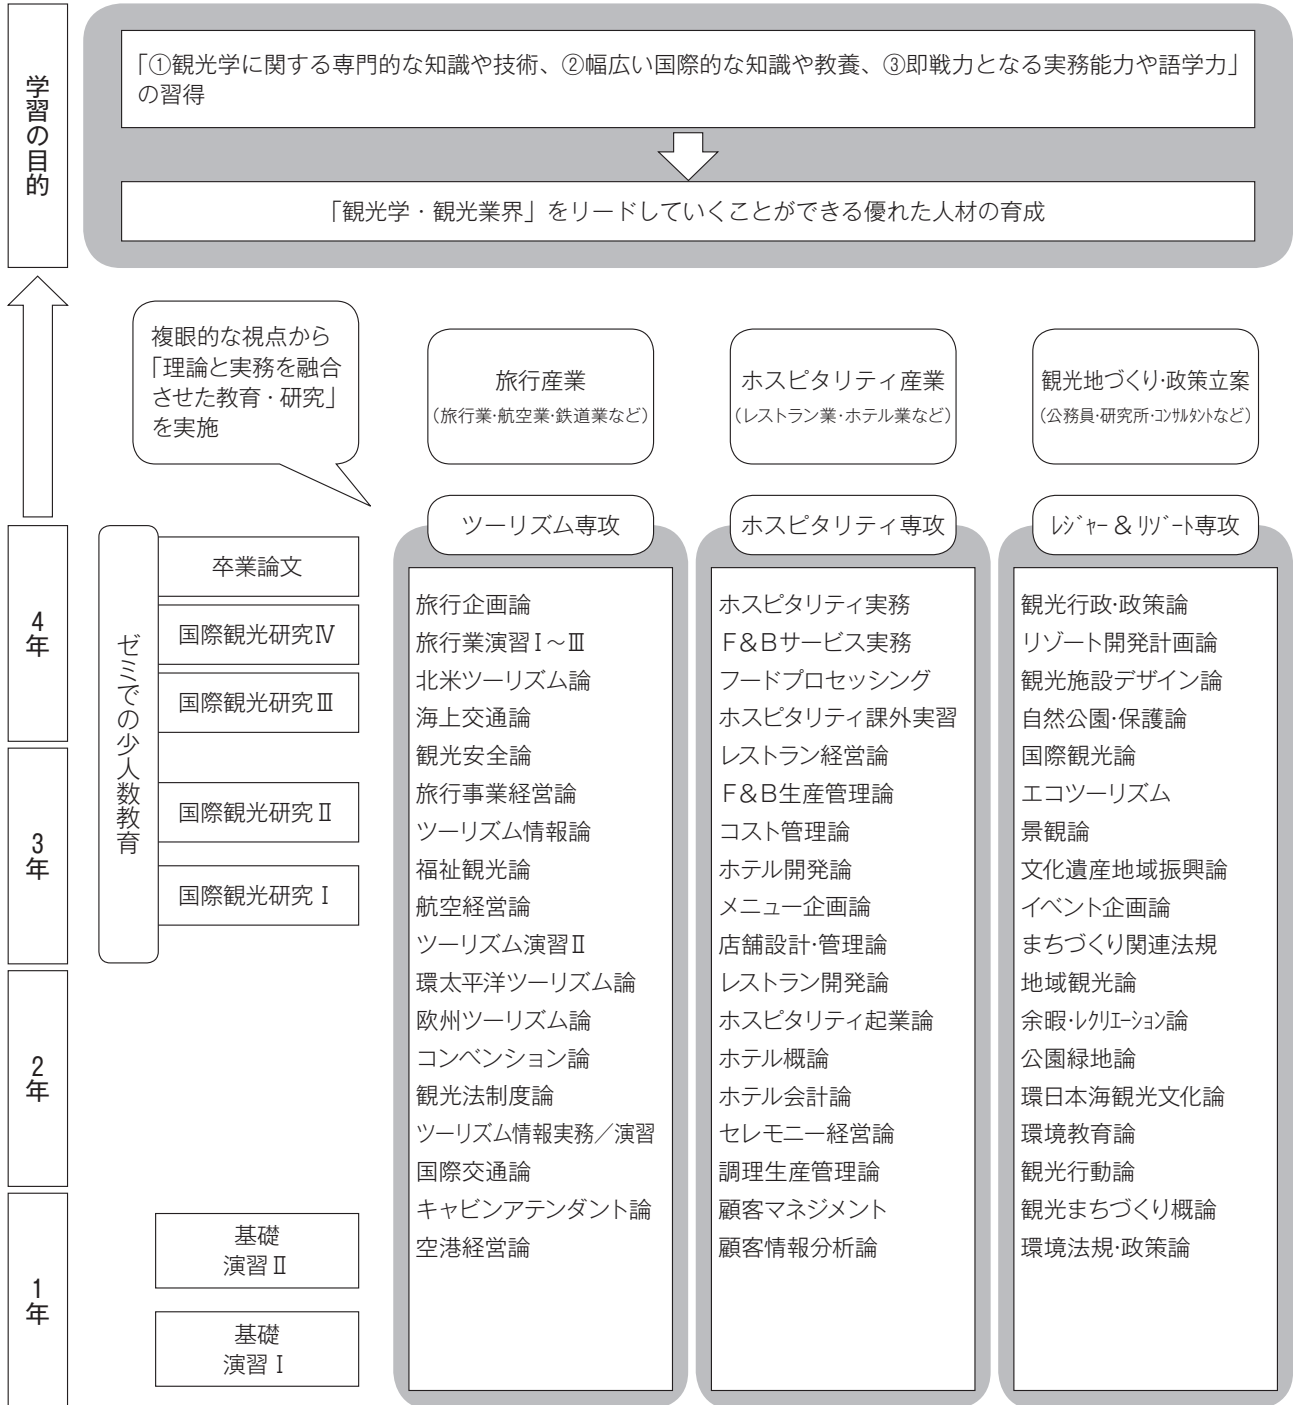 学習の目的
「①観光学に関する専門的な知識や技術、②幅広い国際的な知識や教養、③即戦力となる実務能力や語学力」
の習得
「観光学・観光業界」をリードしていくことができる優れた人材の育成
複眼的な視点から
「理論と実務を融合
させた教育・研究」
を実施
旅行産業
(旅行業･航空業･鉄道業など)
ホスピタリティ産業
(レストラン業･ホテル業など)
観光地づくり･政策立案
(公務員･研究所･ｺﾝｻﾙﾀﾝﾄなど)
4年
3年
2年
1年
ゼミでの少人数教育
卒業論文
国際観光研究Ⅳ
国際観光研究Ⅲ
国際観光研究Ⅱ
国際観光研究Ⅰ
基礎
演習Ⅱ
基礎
演習Ⅰ
ツーリズム専攻
旅行企画論
旅行業演習Ⅰ～Ⅲ
北米ツーリズム論
海上交通論
観光安全論
旅行事業経営論
ツーリズム情報論
福祉観光論
航空経営論
ツーリズム演習Ⅱ
環太平洋ツーリズム論
欧州ツーリズム論
コンベンション論
観光法制度論
ツーリズム情報実務／演習
国際交通論
キャビンアテンダント論
空港経営論
ホスピタリティ専攻
ホスピタリティ実務
F＆Bサービス実務
フードプロセッシング
ホスピタリティ課外実習
レストラン経営論
F＆B生産管理論
コスト管理論
ホテル開発論
メニュー企画論
店舗設計･管理論
レストラン開発論
ホスピタリティ起業論
ホテル概論
ホテル会計論
セレモニー経営論
調理生産管理論
顧客マネジメント
顧客情報分析論
ﾚｼﾞｬｰ＆ﾘｿﾞｰﾄ専攻
観光行政･政策論
リゾート開発計画論
観光施設デザイン論
自然公園･保護論
国際観光論
エコツーリズム
景観論
文化遺産地域振興論
イベント企画論
まちづくり関連法規
地域観光論
余暇･ﾚｸﾘｴｰｼｮﾝ論
公園緑地論
環日本海観光文化論
環境教育論
観光行動論
観光まちづくり概論
環境法規･政策論